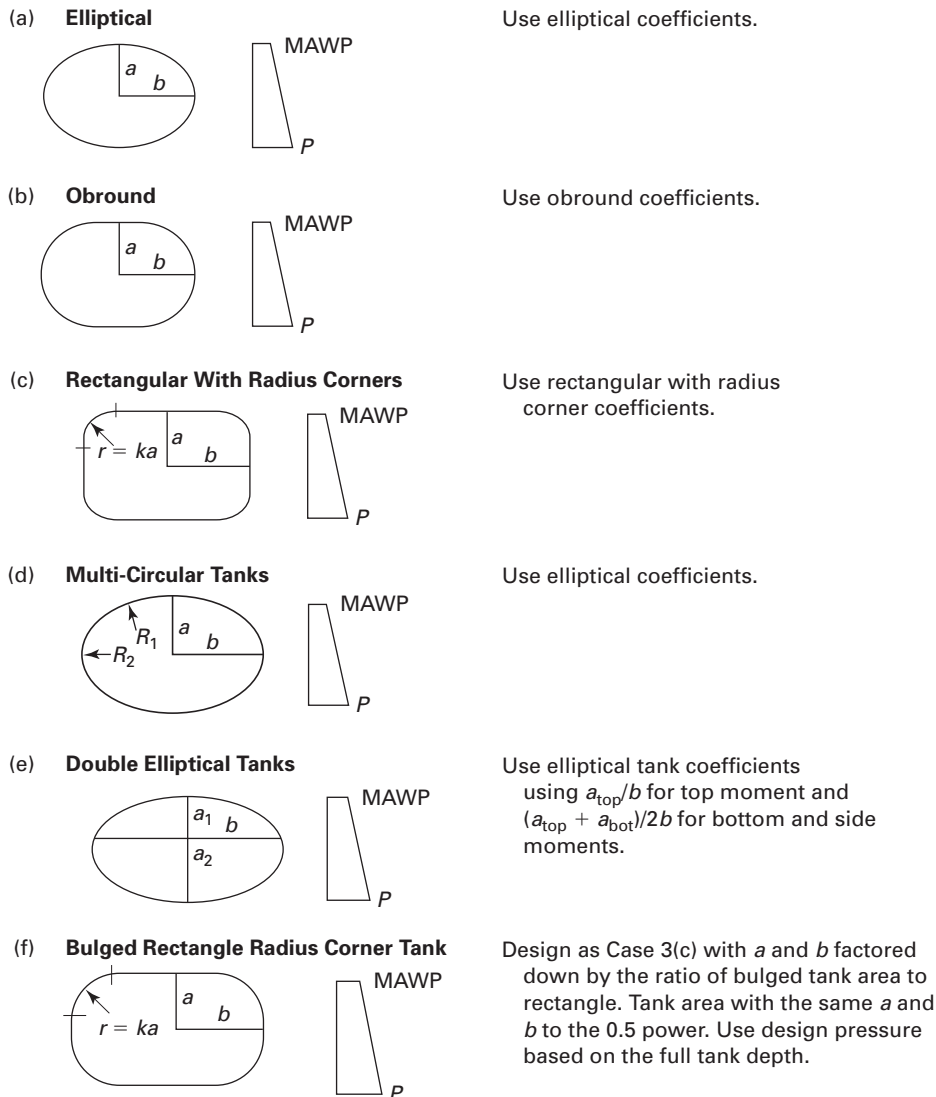 (a) Elliptical
Use elliptical coefficients.
MAWP
a
b
P
(b) Obround
Use obround coefficients.
MAWP
a
b
P
(c) Rectangular With Radius Corners
Use rectangular with radius
corner coefficients.
MAWP
r = ka
a
b
P
(d) Multi-Circular Tanks
Use elliptical coefficients.
MAWP
R1
a
b
R2
P
(e) Double Elliptical Tanks
Use elliptical tank coefficients
using atop/b for top moment and
(atop + abot)/2b for bottom and side
moments.
MAWP
a1
b
a2
P
(f) Bulged Rectangle Radius Corner Tank
Design as Case 3(c) with a and b factored
down by the ratio of bulged tank area to
rectangle. Tank area with the same a and
b to the 0.5 power. Use design pressure
based on the full tank depth.
MAWP
a
b
r = ka
P